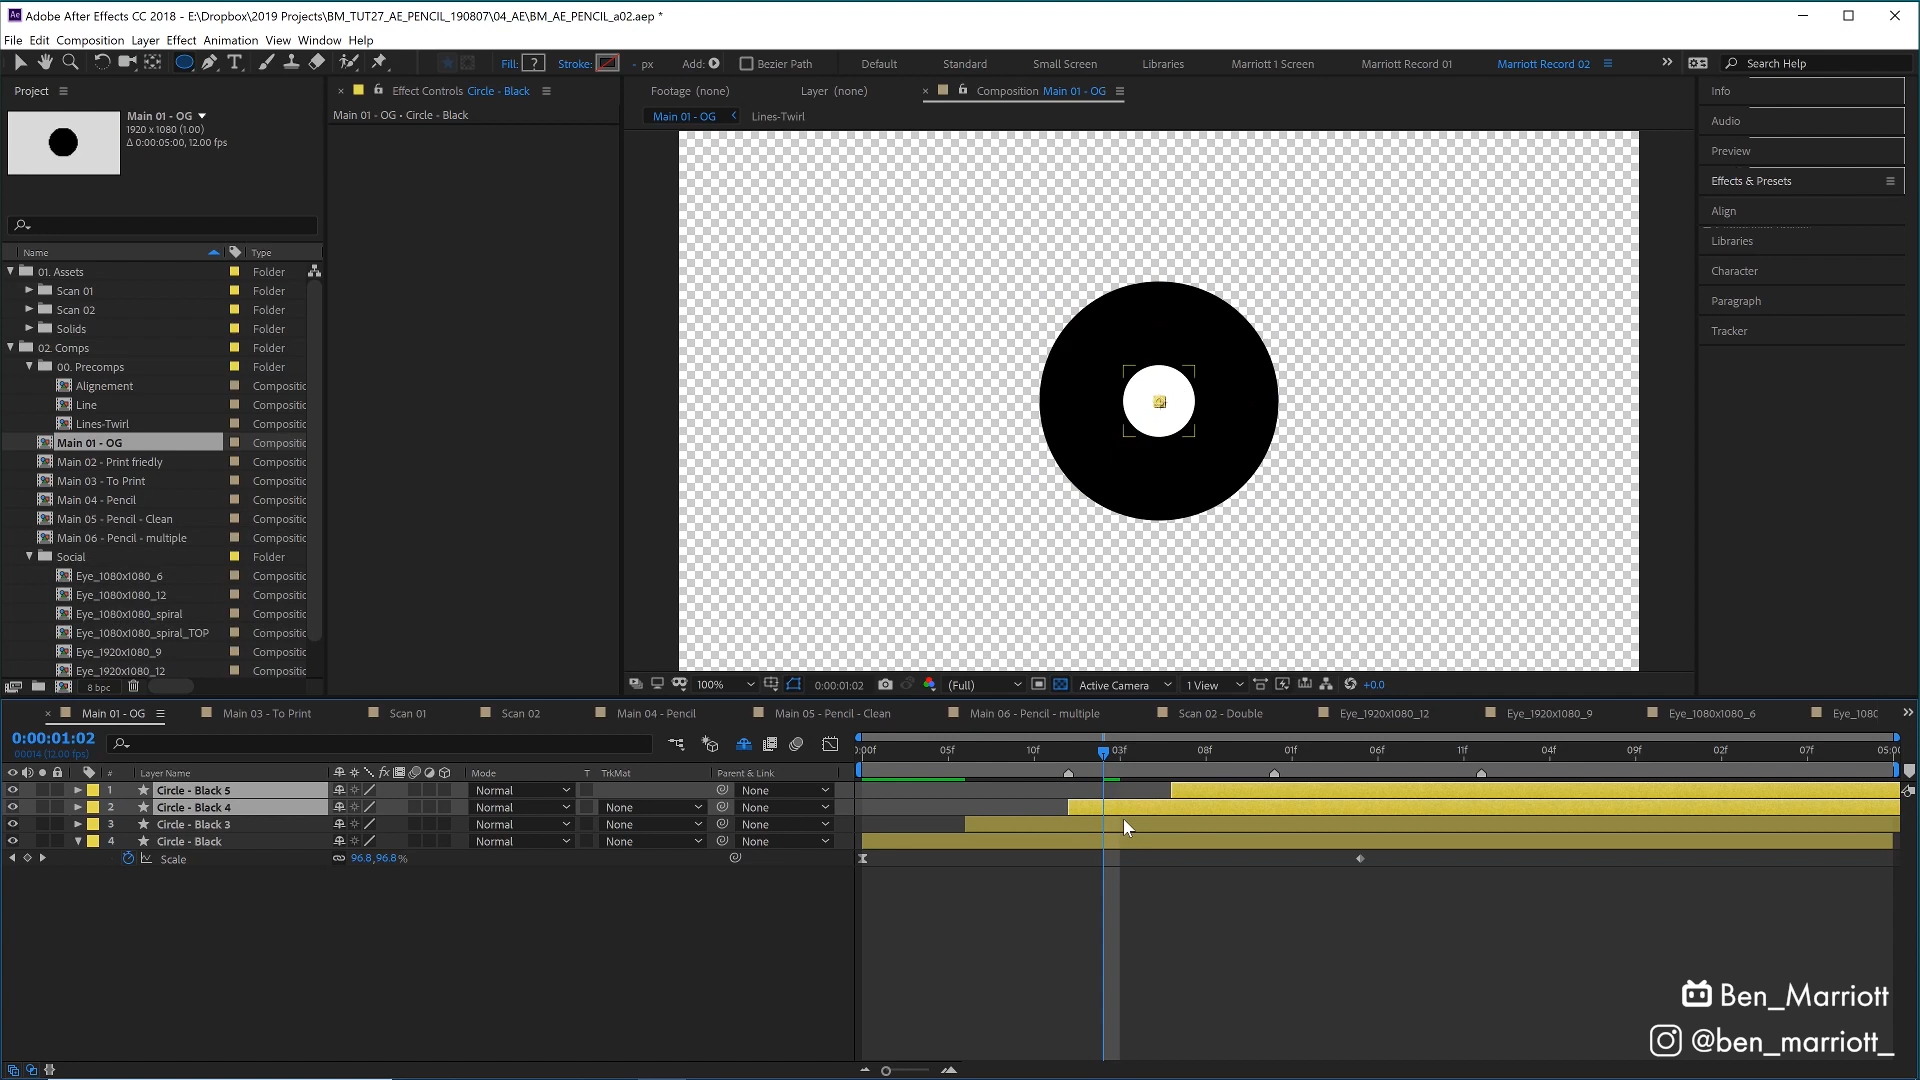 Adobe After Effects CC 2018 - E:\Dropbox\2019 Projects\BM_TUT27_AE_PENCIL_190807\04_AE\BM_AE_PENCIL_a02.aep *
File Edit Composition Layer Effect Animation View Window Help
Fill: ? Stroke: - px Add: Bezier Path Default Standard Small Screen Libraries Marriott 1 Screen Marriott Record 01 Marriott Record 02 Search Help
Project
Main 01 - OG
1920 x 1080 (1.00)
Δ 0:00:05:00, 12.00 fps
Name Type
01. Assets Folder
Scan 01 Folder
Scan 02 Folder
Solids Folder
02. Comps Folder
00. Precomps Folder
Alignement Compositic
Line Compositic
Lines-Twirl Compositic
Main 01 - OG Compositic
Main 02 - Print friedly Compositic
Main 03 - To Print Compositic
Main 04 - Pencil Compositic
Main 05 - Pencil - Clean Compositic
Main 06 - Pencil - multiple Compositic
Social Folder
Eye_1080x1080_6 Compositic
Eye_1080x1080_12 Compositic
Eye_1080x1080_spiral Compositic
Eye_1080x1080_spiral_TOP Compositic
Eye_1920x1080_9 Compositic
Eye_1920x1080_12 Compositic
8 bpc
Effect Controls Circle - Black
Main 01 - OG • Circle - Black
Footage (none) Layer (none) Composition Main 01 - OG
Main 01 - OG Lines-Twirl
100% 0:00:01:02 (Full) Active Camera 1 View +0.0
Info
Audio
Preview
Effects & Presets
Align
Libraries
Character
Paragraph
Tracker
Main 01 - OG Main 03 - To Print Scan 01 Scan 02 Main 04 - Pencil Main 05 - Pencil - Clean Main 06 - Pencil - multiple Scan 02 - Double Eye_1920x1080_12 Eye_1920x1080_9 Eye_1080x1080_6 Eye_108C
0:00:01:02
00014 (12.00 fps)
0:00f 05f 10f 03f 08f 01f 06f 11f 04f 09f 02f 07f 05:00
# Layer Name Mode T TrkMat Parent & Link
1 Circle - Black 5 Normal None
2 Circle - Black 4 Normal None None
3 Circle - Black 3 Normal None None
4 Circle - Black Normal None None
Scale 96.8,96.8%
Ben_Marriott
@ben_marriott_